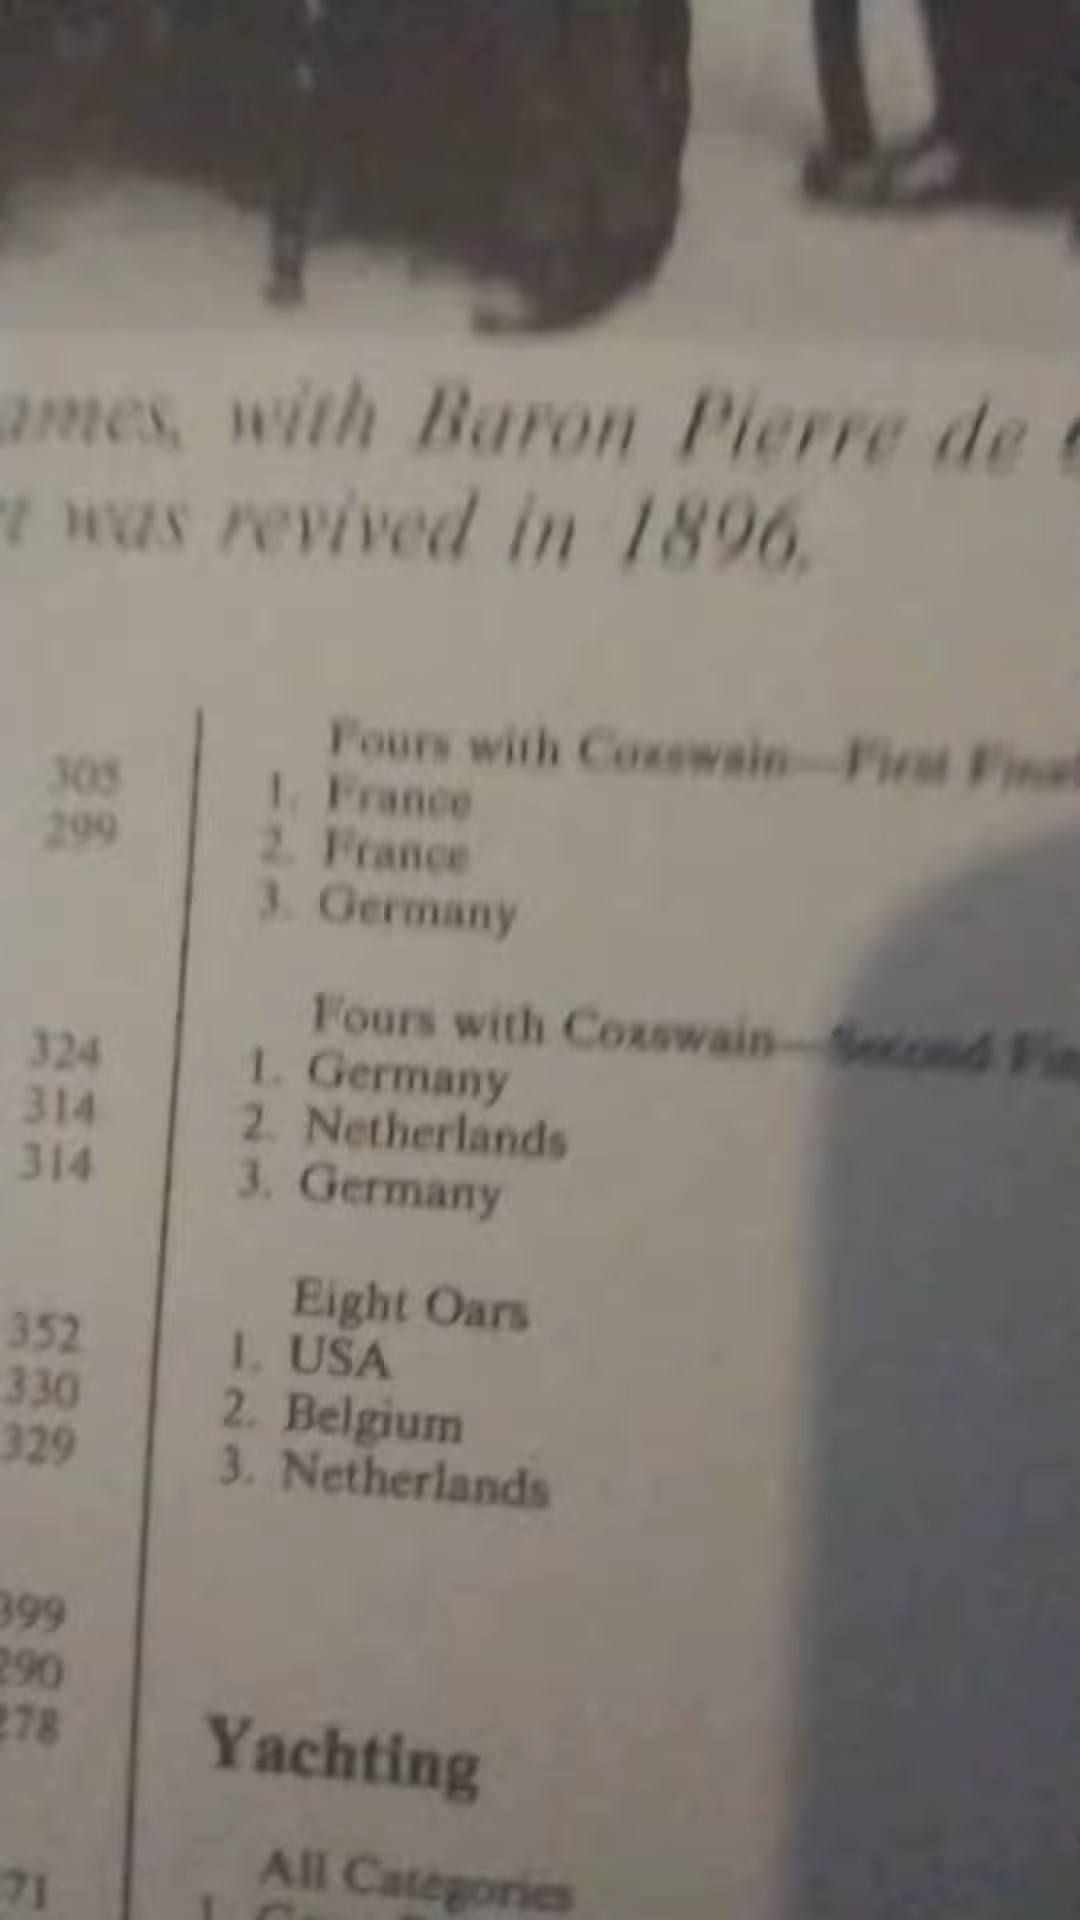 ames, with Baron Pierre de
was revived in 1896.
305
299
324
314
314
352
330
329
399
290
278
71
Fours with Coxswain—First Final
1. France
2. France
3. Germany
Fours with Coxswain—Second Fin
1. Germany
2. Netherlands
3. Germany
Eight Oars
1. USA
2. Belgium
3. Netherlands
Yachting
All Categories
1.